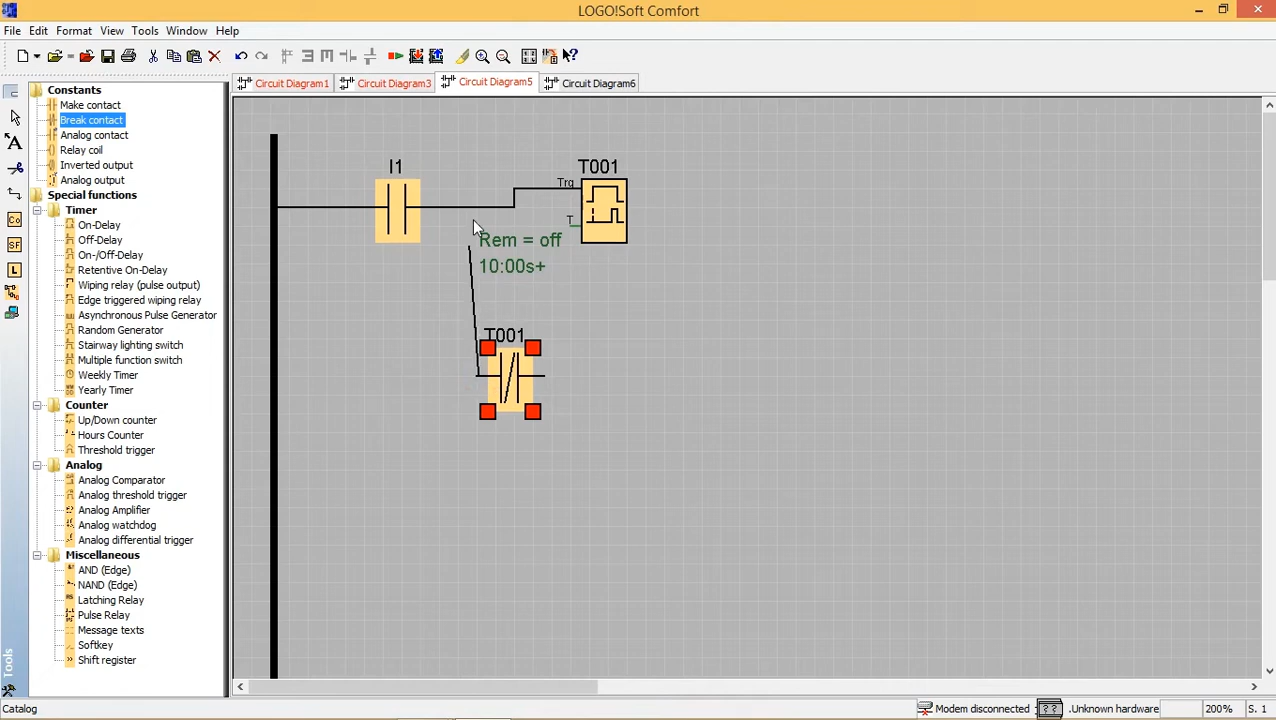 LOGO!Soft Comfort
File Edit Format View Tools Window Help
Circuit Diagram1 Circuit Diagram3 Circuit Diagram5 Circuit Diagram6
Constants
Make contact
Break contact
Analog contact
Relay coil
Inverted output
Analog output
Special functions
Timer
On-Delay
Off-Delay
On-/Off-Delay
Retentive On-Delay
Wiping relay (pulse output)
Edge triggered wiping relay
Asynchronous Pulse Generator
Random Generator
Stairway lighting switch
Multiple function switch
Weekly Timer
Yearly Timer
Counter
Up/Down counter
Hours Counter
Threshold trigger
Analog
Analog Comparator
Analog threshold trigger
Analog Amplifier
Analog watchdog
Analog differential trigger
Miscellaneous
AND (Edge)
NAND (Edge)
Latching Relay
Pulse Relay
Message texts
Softkey
Shift register
Co
SF
L
Tools
I1
T001
Trg
T
Rem = off
10:00s+
T001
Catalog
Modem disconnected
? ?
.Unknown hardware
200%
S. 1